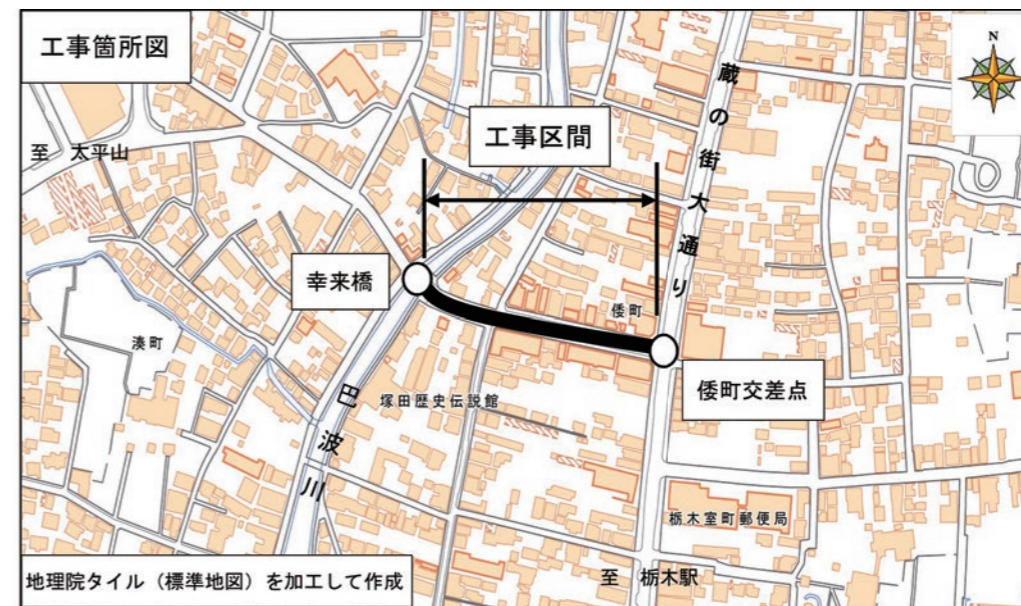 工事箇所図
N
蔵の街大通り
工事区間
至 太平山
幸来橋
倭町
湊町
倭町交差点
塚田歴史伝説館
巴波川
栃木室町郵便局
至 栃木駅
地理院タイル（標準地図）を加工して作成